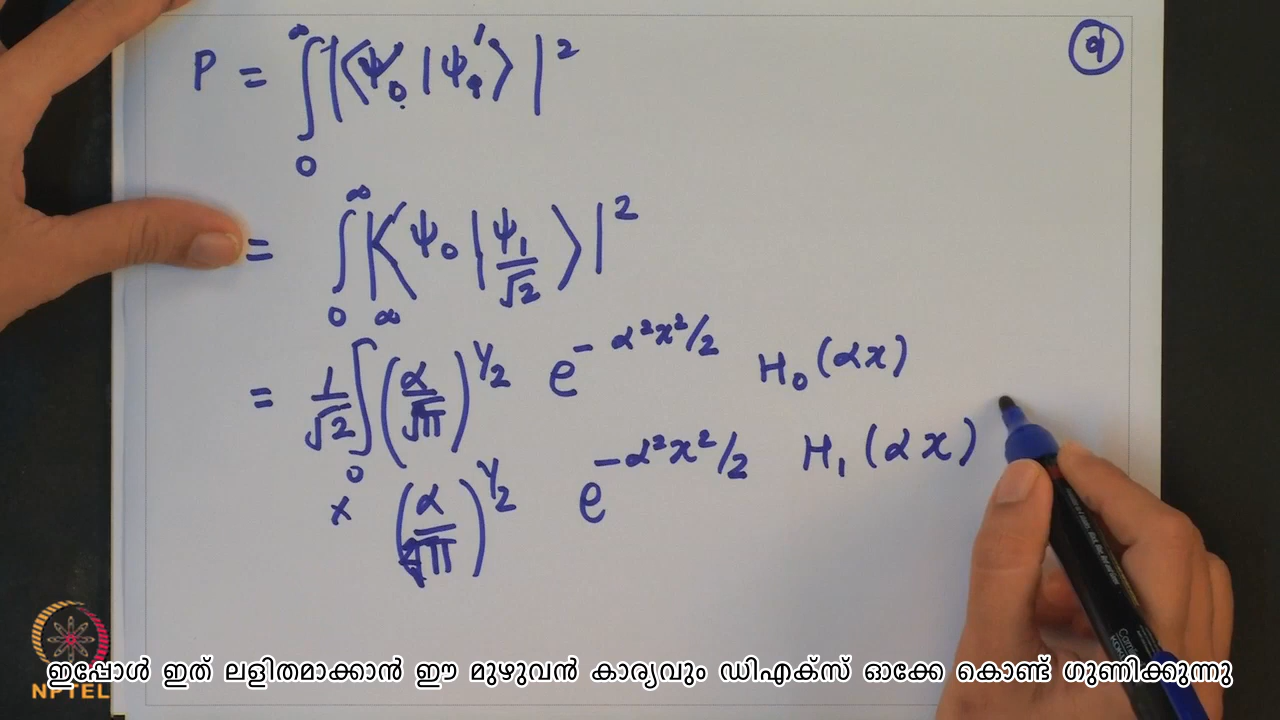 9
P = ∫₀^∞ |⟨ψ₀|ψ₀′⟩|²
= ∫₀^∞ |⟨ψ₀|ψ₁/√2⟩|²
= 1/√2 ∫₀^∞ (α/√π)^1/2 e^-α²x²/2 H₀(αx)
× (α/√π)^1/2 e^-α²x²/2 H₁(αx)
ഇപ്പോൾ ഇത് ലളിതമാക്കാൻ ഈ മുഴുവൻ കാര്യവും ഡിഎക്സ് ഓക്കേ കൊണ്ട് ഗുണിക്കുന്നു
NPTEL